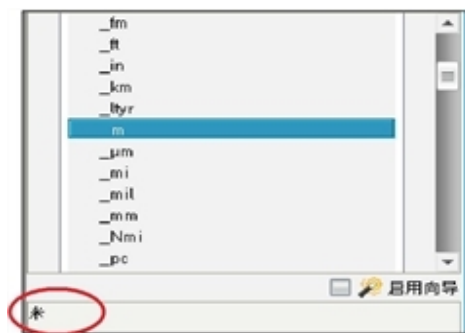 _fm
_ft
_in
_km
_ltyr
_m
_μm
_mi
_mil
_mm
_Nmi
_pc
启用向导
米